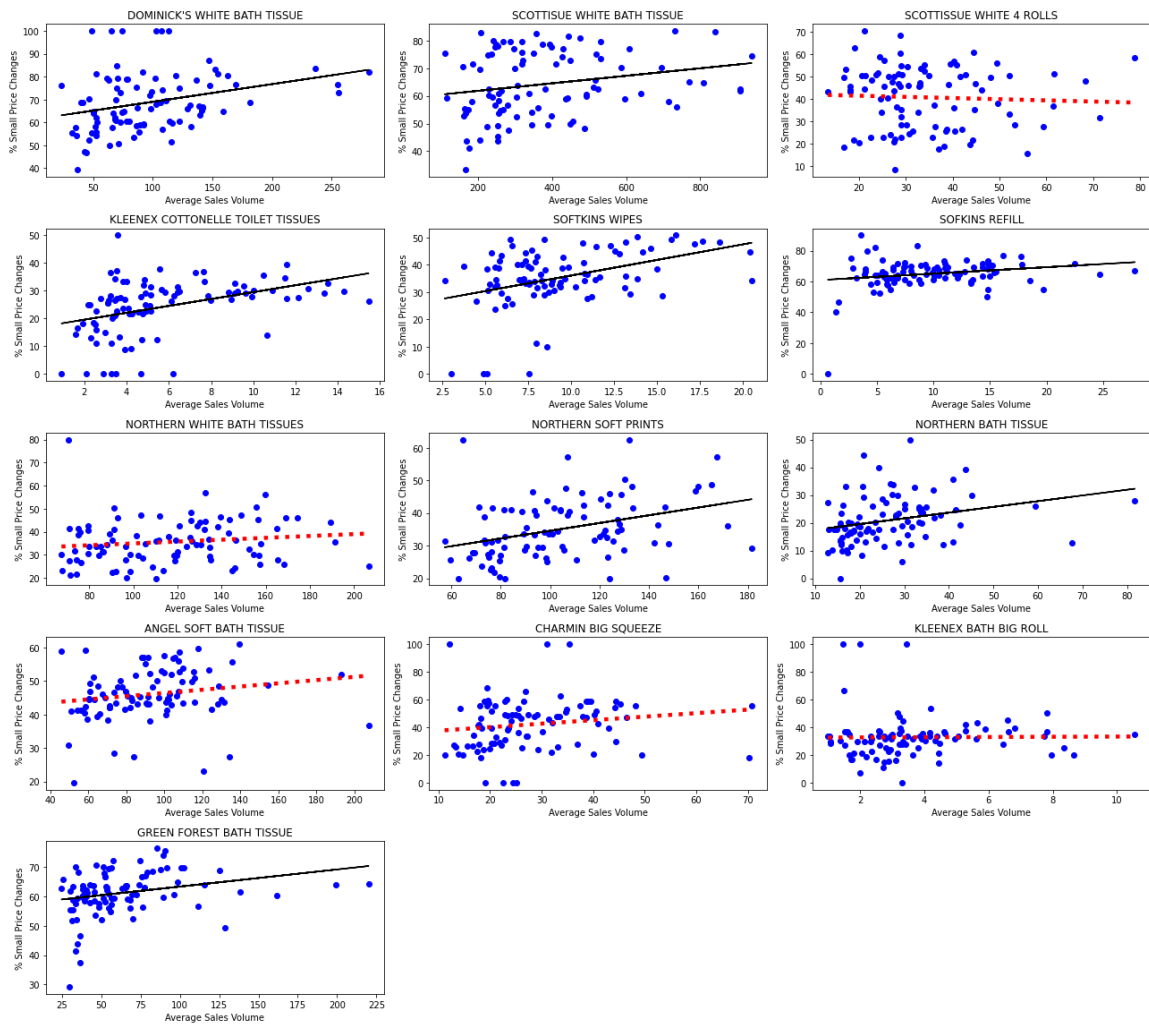 DOMINICK'S WHITE BATH TISSUE
% Small Price Changes
100
90
80
70
60
50
40
50 100 150 200 250
Average Sales Volume
SCOTTISUE WHITE BATH TISSUE
% Small Price Changes
80
70
60
50
40
200 400 600 800
Average Sales Volume
SCOTTISSUE WHITE 4 ROLLS
% Small Price Changes
70
60
50
40
30
20
10
20 30 40 50 60 70 80
Average Sales Volume
KLEENEX COTTONELLE TOILET TISSUES
% Small Price Changes
50
40
30
20
10
0
2 4 6 8 10 12 14 16
Average Sales Volume
SOFTKINS WIPES
% Small Price Changes
50
40
30
20
10
0
2.5 5.0 7.5 10.0 12.5 15.0 17.5 20.0
Average Sales Volume
SOFKINS REFILL
% Small Price Changes
80
60
40
20
0
0 5 10 15 20 25
Average Sales Volume
NORTHERN WHITE BATH TISSUES
% Small Price Changes
80
70
60
50
40
30
20
80 100 120 140 160 180 200
Average Sales Volume
NORTHERN SOFT PRINTS
% Small Price Changes
60
50
40
30
20
60 80 100 120 140 160 180
Average Sales Volume
NORTHERN BATH TISSUE
% Small Price Changes
50
40
30
20
10
0
10 20 30 40 50 60 70 80
Average Sales Volume
ANGEL SOFT BATH TISSUE
% Small Price Changes
60
50
40
30
20
40 60 80 100 120 140 160 180 200
Average Sales Volume
CHARMIN BIG SQUEEZE
% Small Price Changes
100
80
60
40
20
0
10 20 30 40 50 60 70
Average Sales Volume
KLEENEX BATH BIG ROLL
% Small Price Changes
100
80
60
40
20
0
2 4 6 8 10
Average Sales Volume
GREEN FOREST BATH TISSUE
% Small Price Changes
70
60
50
40
30
25 50 75 100 125 150 175 200 225
Average Sales Volume